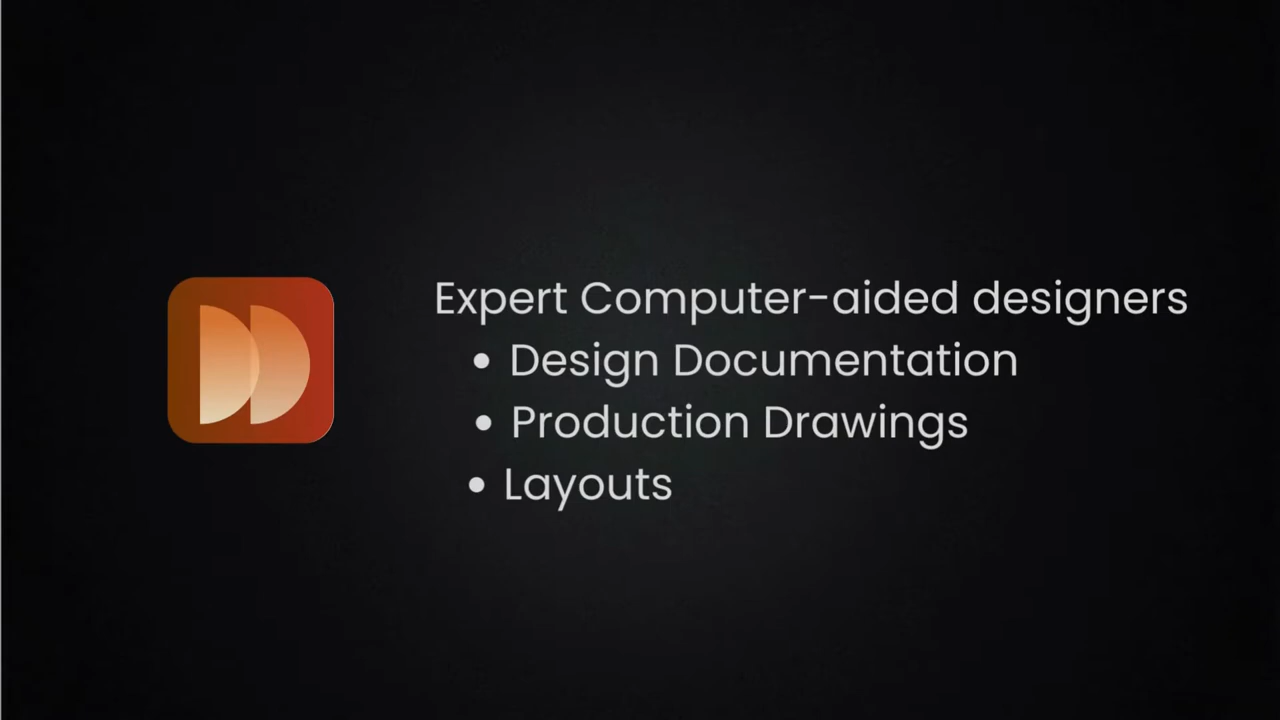 Expert Computer-aided designers
• Design Documentation
• Production Drawings
• Layouts